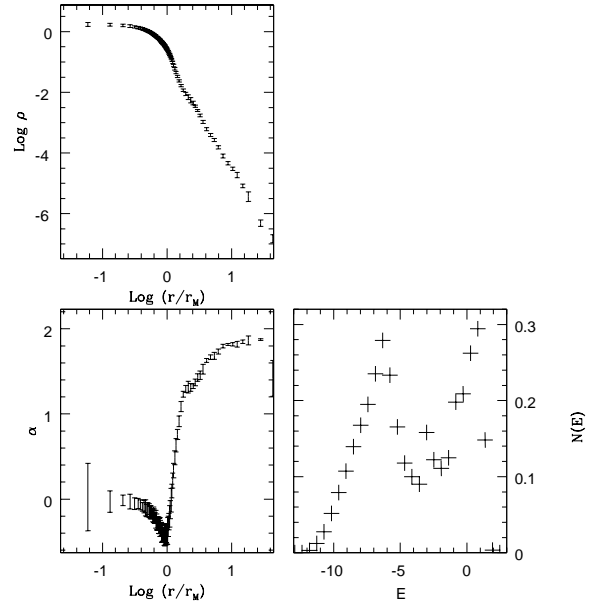 0
-2
-4
-6
Log ρ
-1 0 1
Log (r/r_M)
2
1
0
α
-1 0 1
Log (r/r_M)
0.3
0.2
0.1
0
N(E)
-10 -5 0
E